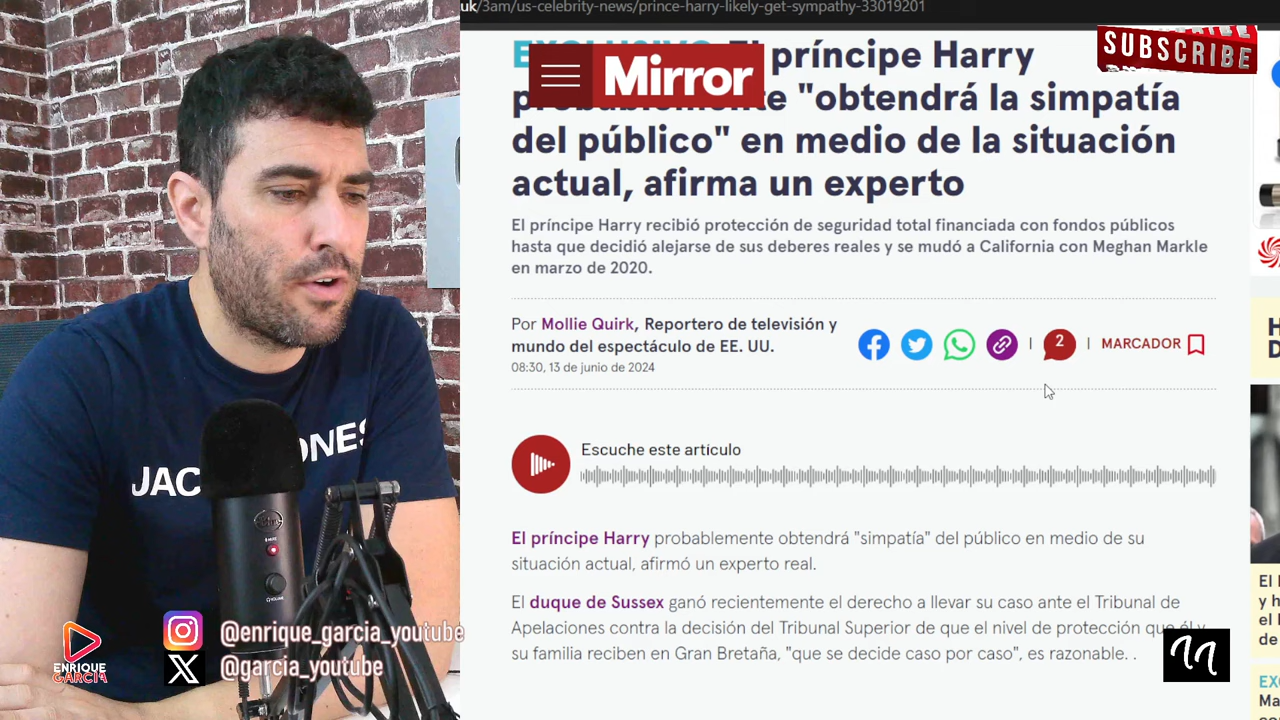 uk/3am/us-celebrity-news/prince-harry-likely-get-sympathy-33019201
SUBSCRIBE
Mirror
El príncipe Harry
"obtendrá la simpatía
del público" en medio de la situación
actual, afirma un experto
El príncipe Harry recibió protección de seguridad total financiada con fondos públicos
hasta que decidió alejarse de sus deberes reales y se mudó a California con Meghan Markle
en marzo de 2020.
Por Mollie Quirk, Reportero de televisión y
mundo del espectáculo de EE. UU.
08:30, 13 de junio de 2024
2
MARCADOR
Escuche este artículo
El príncipe Harry probablemente obtendrá "simpatía" del público en medio de su
situación actual, afirmó un experto real.
El duque de Sussex ganó recientemente el derecho a llevar su caso ante el Tribunal de
Apelaciones contra la decisión del Tribunal Superior de que el nivel de protección que él y
su familia reciben en Gran Bretaña, "que se decide caso por caso", es razonable. .
JAC ONES
ENRIQUE
GARCIA
@enrique_garcia_youtube
@garcia_youtube
H
D
El
y h
el
de
EX
Ma